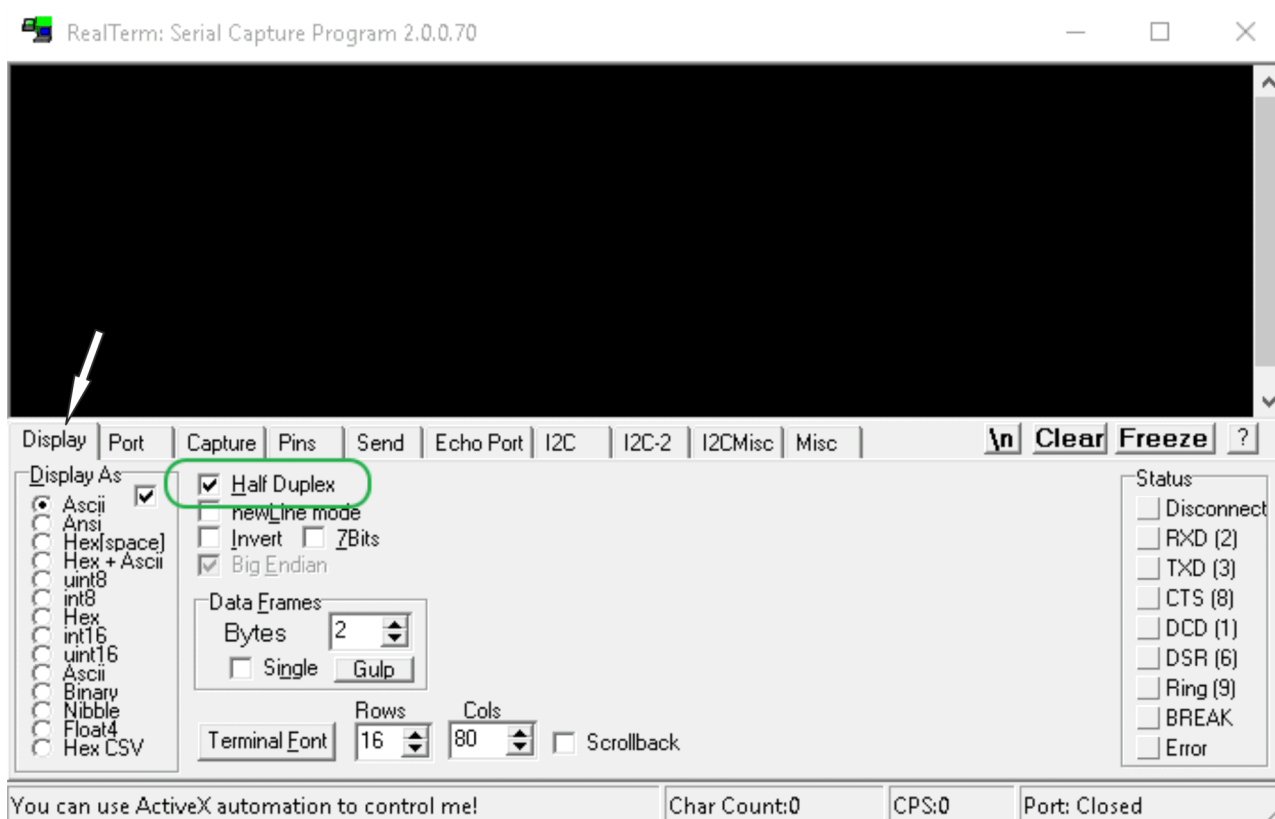 RealTerm: Serial Capture Program 2.0.0.70
Display Port Capture Pins Send Echo Port I2C I2C-2 I2CMisc Misc \n Clear Freeze ?
Display As
Ascii
Ansi
Hex[space]
Hex + Ascii
uint8
int8
Hex
int16
uint16
Ascii
Binary
Nibble
Float4
Hex CSV
Half Duplex
newLine mode
Invert 7Bits
Big Endian
Data Frames
Bytes 2
Single Gulp
Rows Cols
Terminal Font 16 80 Scrollback
Status
Disconnect
RXD (2)
TXD (3)
CTS (8)
DCD (1)
DSR (6)
Ring (9)
BREAK
Error
You can use ActiveX automation to control me! Char Count:0 CPS:0 Port: Closed